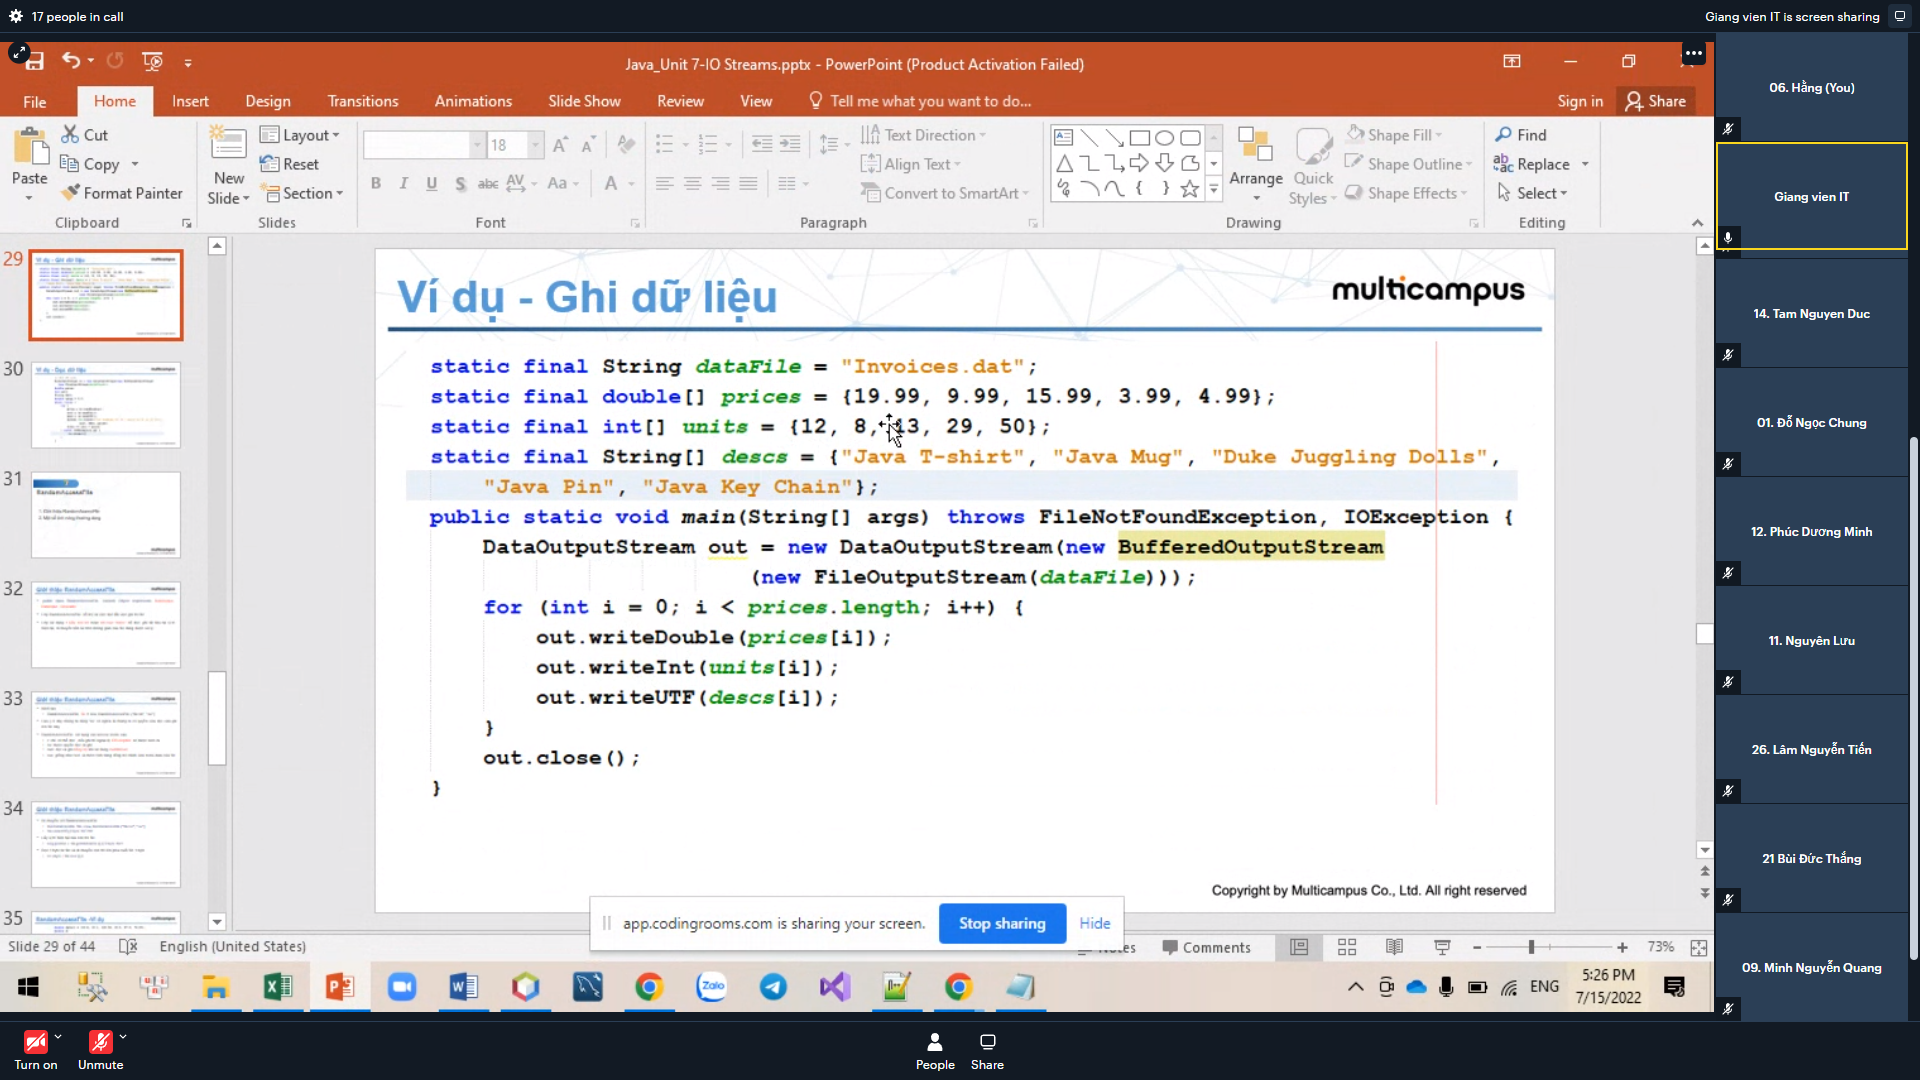 17 people in call
Giang vien IT is screen sharing
Java_Unit 7-IO Streams.pptx - PowerPoint (Product Activation Failed)
File Home Insert Design Transitions Animations Slide Show Review View Tell me what you want to do... Sign in Share
Paste
Cut
Copy
Format Painter
Clipboard
New Slide
Layout
Reset
Section
Slides
18
Font
Text Direction
Align Text
Convert to SmartArt
Paragraph
Arrange
Quick Styles
Shape Fill
Shape Outline
Shape Effects
Drawing
Find
Replace
Select
Editing
29
30
31
32
33
34
35
Ví dụ - Ghi dữ liệu
multicampus
static final String dataFile = "Invoices.dat";
static final double[] prices = {19.99, 9.99, 15.99, 3.99, 4.99};
static final int[] units = {12, 8, 13, 29, 50};
static final String[] descs = {"Java T-shirt", "Java Mug", "Duke Juggling Dolls",
"Java Pin", "Java Key Chain"};
public static void main(String[] args) throws FileNotFoundException, IOException {
DataOutputStream out = new DataOutputStream(new BufferedOutputStream
(new FileOutputStream(dataFile)));
for (int i = 0; i < prices.length; i++) {
out.writeDouble(prices[i]);
out.writeInt(units[i]);
out.writeUTF(descs[i]);
}
out.close();
}
Copyright by Multicampus Co., Ltd. All right reserved
app.codingrooms.com is sharing your screen. Stop sharing Hide
Slide 29 of 44 English (United States)
Comments
73%
Zalo
ENG
5:26 PM
7/15/2022
06. Hằng (You)
Giang vien IT
14. Tam Nguyen Duc
01. Đỗ Ngọc Chung
12. Phúc Dương Minh
11. Nguyên Lưu
26. Lâm Nguyễn Tiến
21 Bùi Đức Thắng
09. Minh Nguyễn Quang
Turn on
Unmute
People
Share